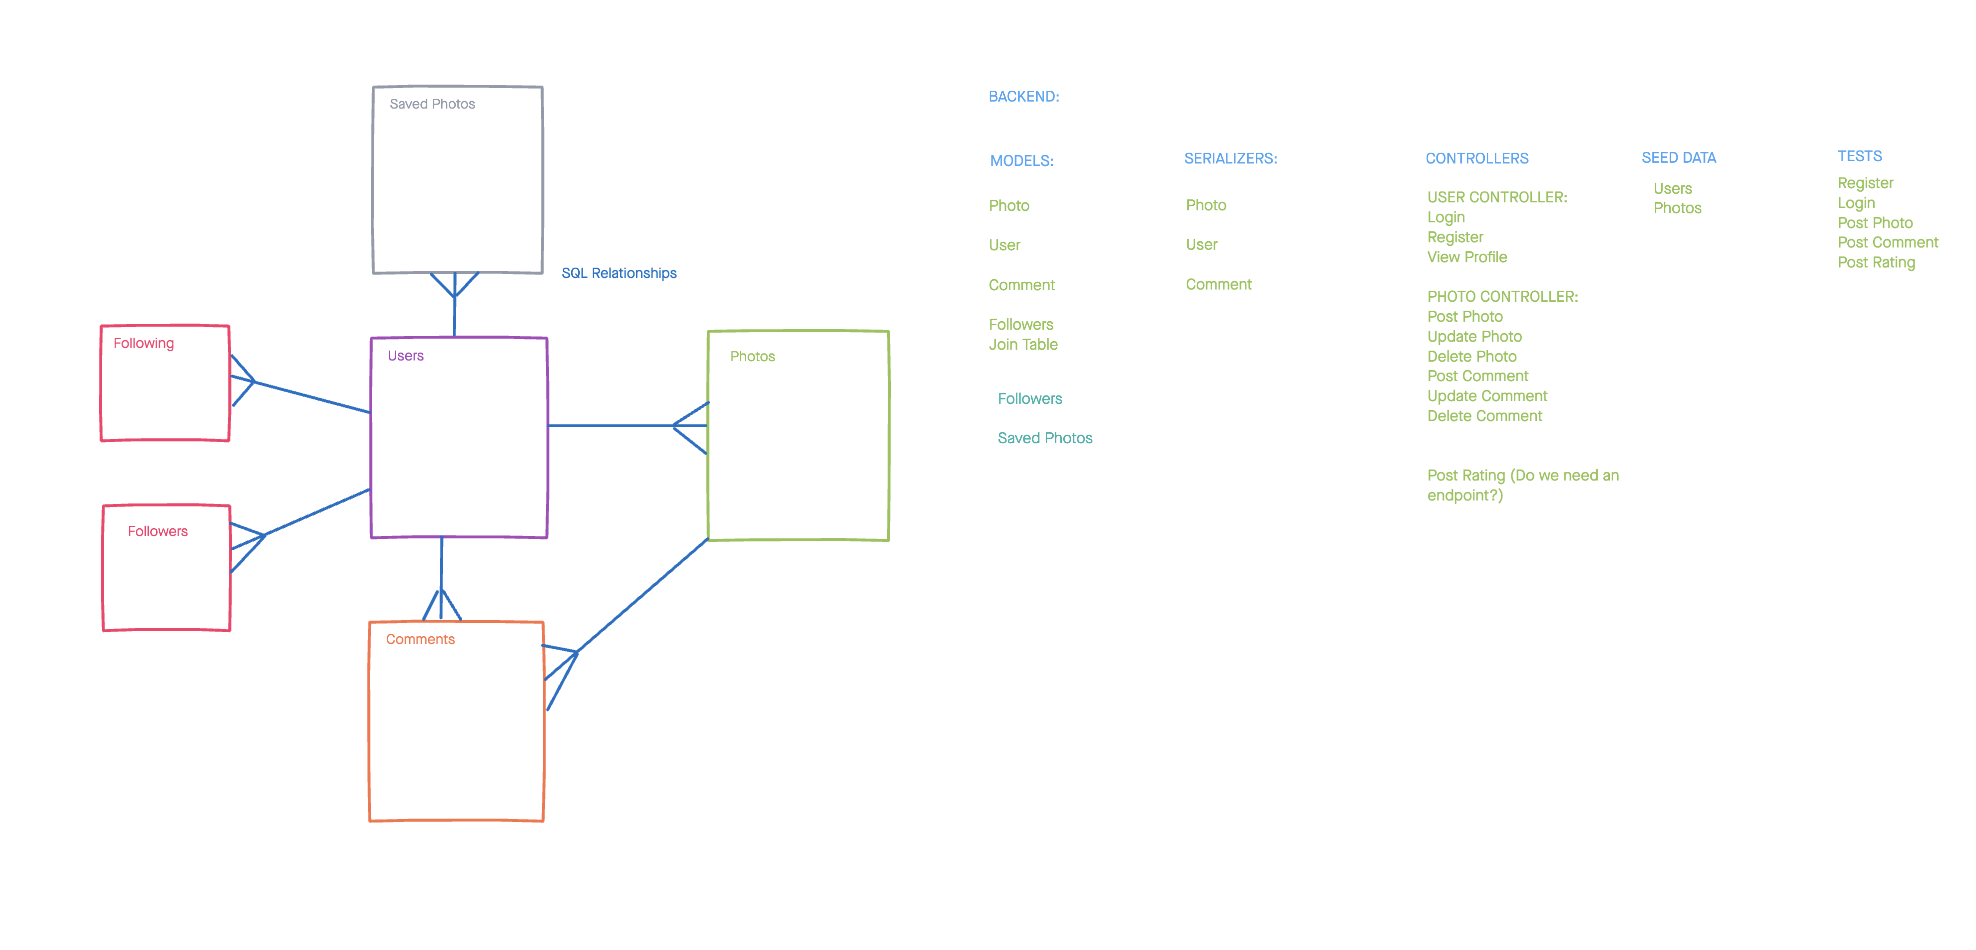 Saved Photos
SQL Relationships
Following
Users
Photos
Followers
Comments
BACKEND:
MODELS:
Photo
User
Comment
Followers
Join Table
Followers
Saved Photos
SERIALIZERS:
Photo
User
Comment
CONTROLLERS
USER CONTROLLER:
Login
Register
View Profile
PHOTO CONTROLLER:
Post Photo
Update Photo
Delete Photo
Post Comment
Update Comment
Delete Comment
Post Rating (Do we need an
endpoint?)
SEED DATA
Users
Photos
TESTS
Register
Login
Post Photo
Post Comment
Post Rating